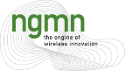 ngmn
the engine of
wireless innovation